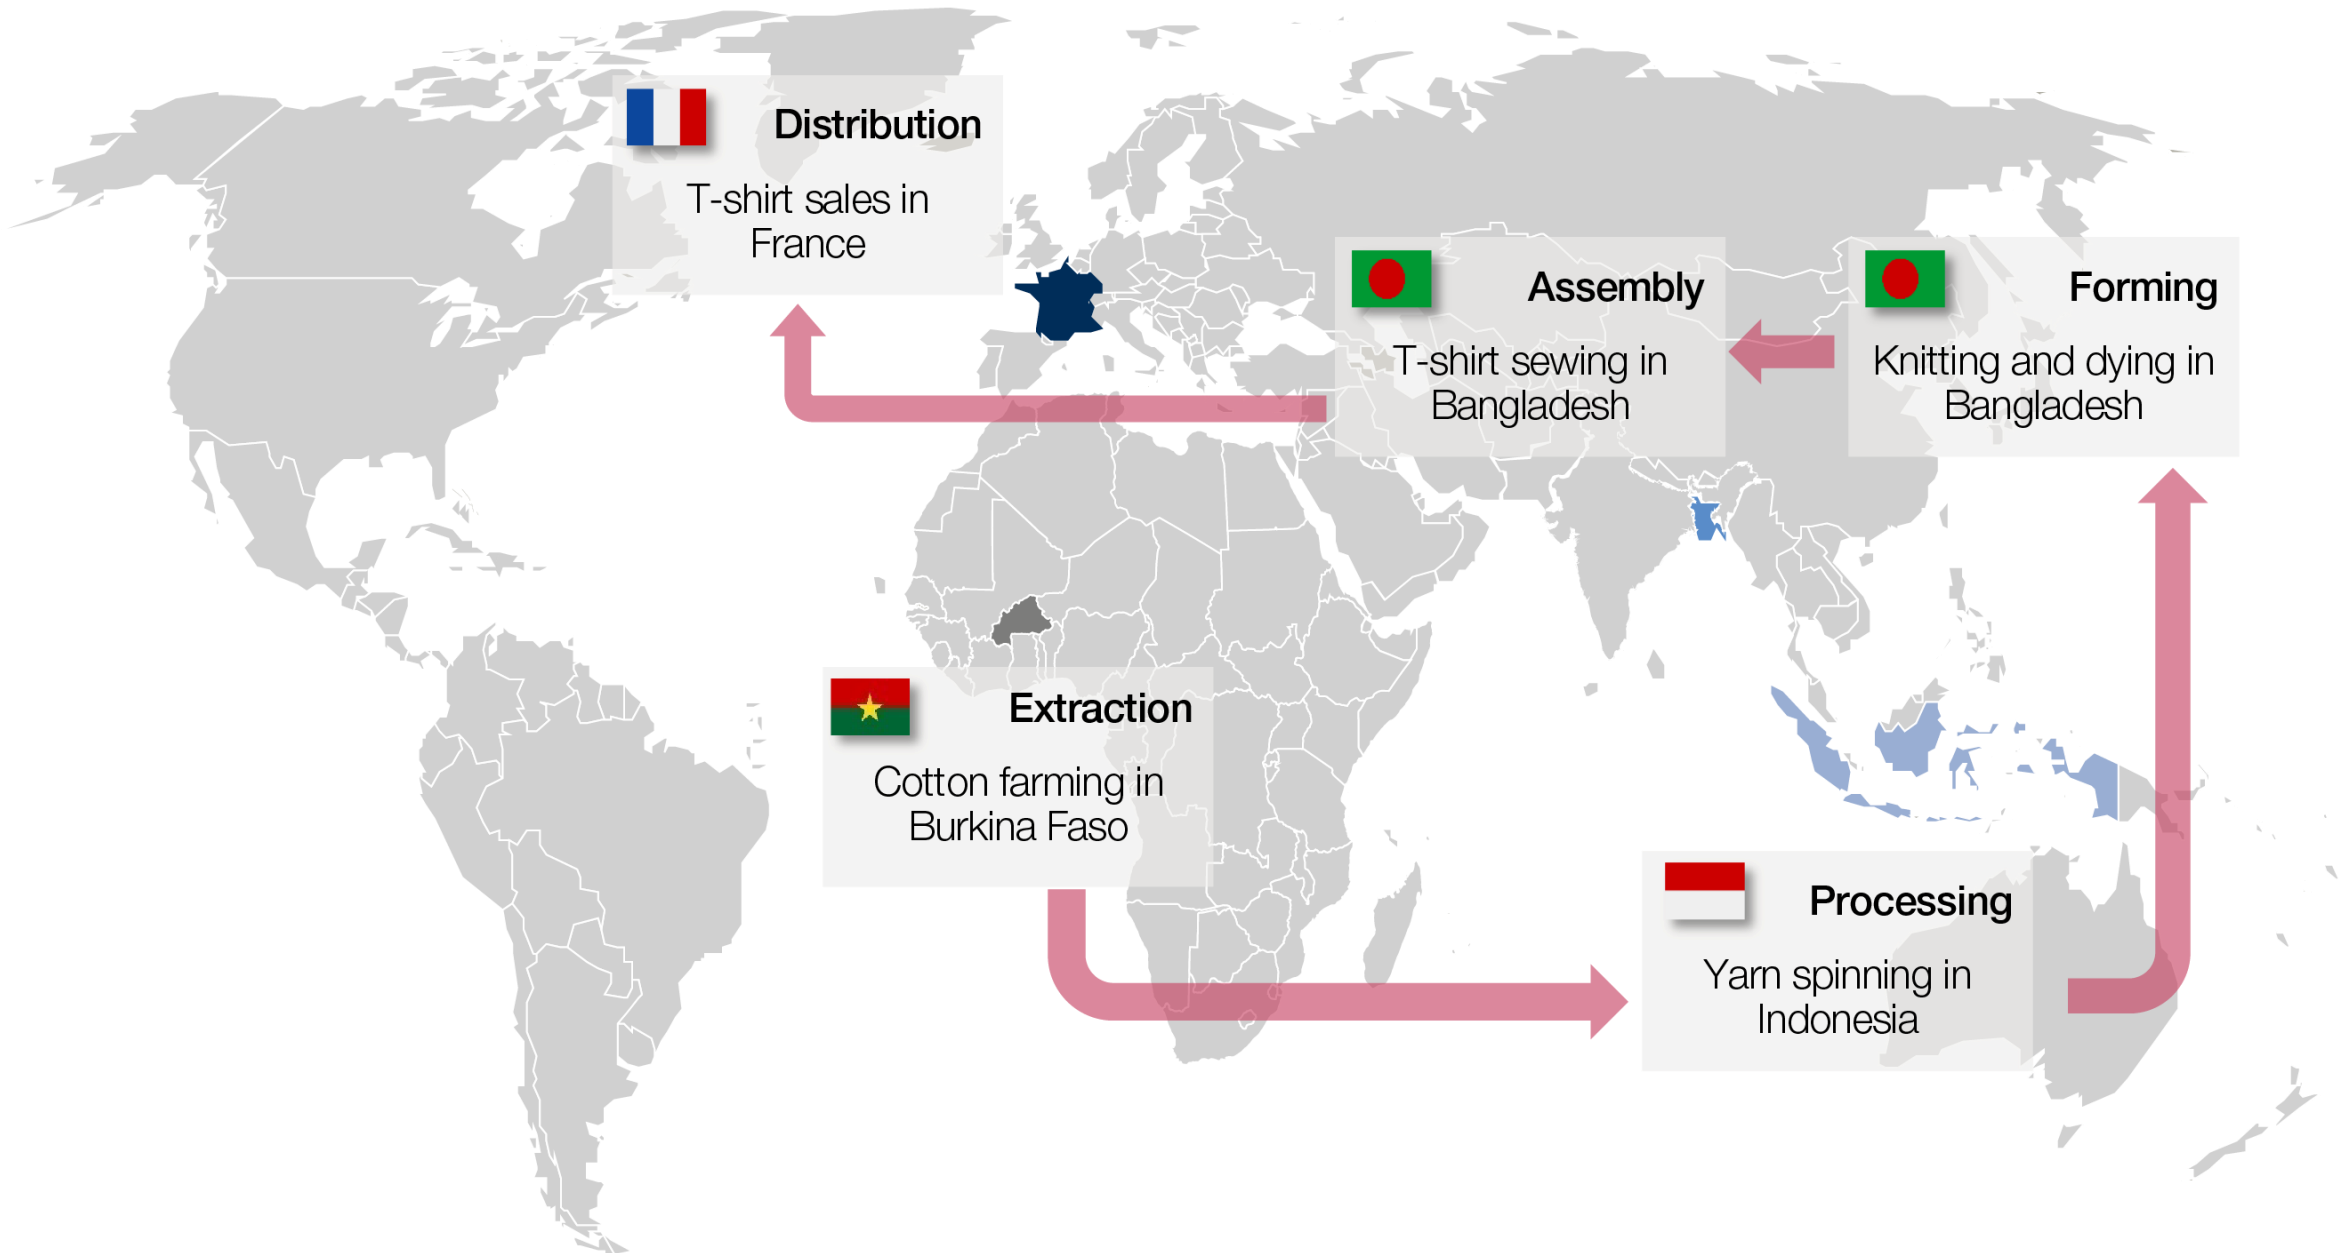 Distribution
T-shirt sales in
France
Assembly
T-shirt sewing in
Bangladesh
Forming
Knitting and dying in
Bangladesh
Extraction
Cotton farming in
Burkina Faso
Processing
Yarn spinning in
Indonesia